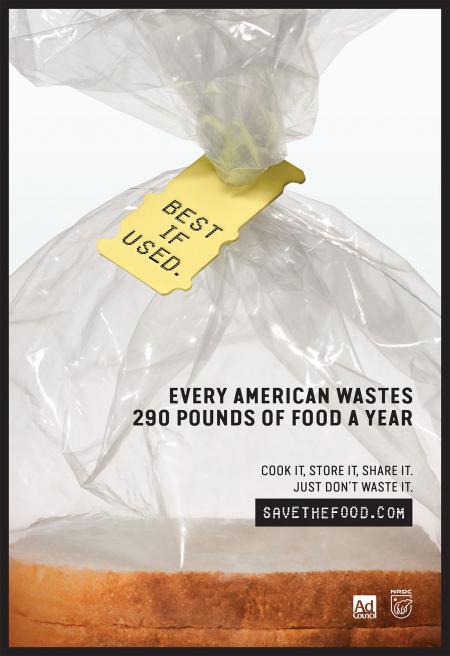 BEST
IF
USED.
EVERY AMERICAN WASTES
290 POUNDS OF FOOD A YEAR
COOK IT, STORE IT, SHARE IT.
JUST DON'T WASTE IT.
SAVETHEFOOD.COM
Ad
Council
NRDC